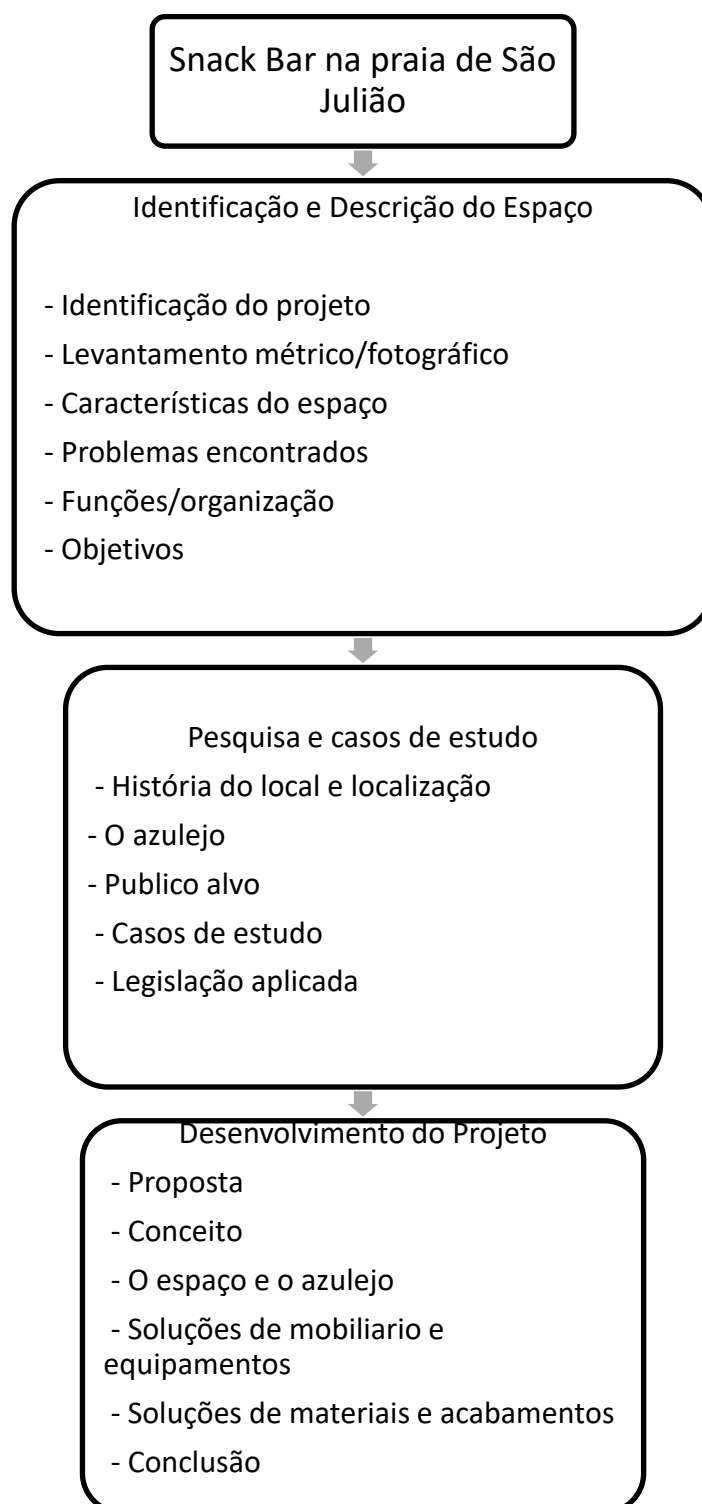 Snack Bar na praia de São
Julião
Identificação e Descrição do Espaço
- Identificação do projeto
- Levantamento métrico/fotográfico
- Características do espaço
- Problemas encontrados
- Funções/organização
- Objetivos
Pesquisa e casos de estudo
- História do local e localização
- O azulejo
- Publico alvo
- Casos de estudo
- Legislação aplicada
Desenvolvimento do Projeto
- Proposta
- Conceito
- O espaço e o azulejo
- Soluções de mobiliario e
equipamentos
- Soluções de materiais e acabamentos
- Conclusão